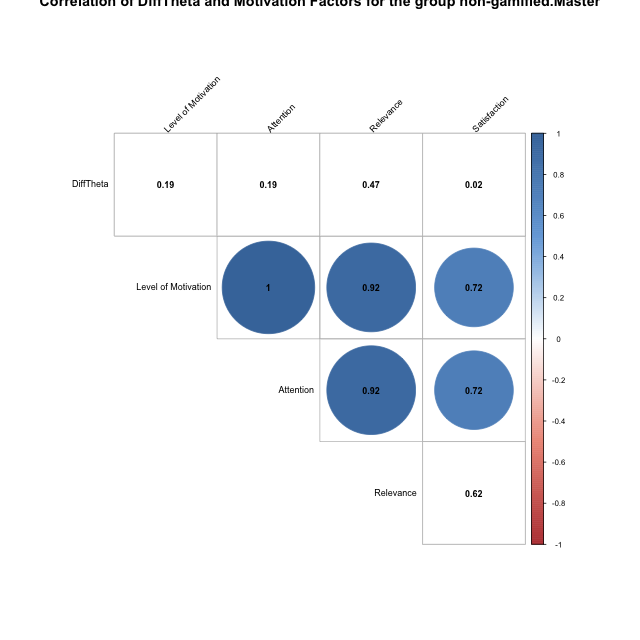 Correlation of DiffTheta and Motivation Factors for the group non-gamified.Master
Level of Motivation Attention Relevance Satisfaction
DiffTheta 0.19 0.19 0.47 0.02
Level of Motivation 1 0.92 0.72
Attention 0.92 0.72
Relevance 0.62
1
0.8
0.6
0.4
0.2
0
-0.2
-0.4
-0.6
-0.8
-1